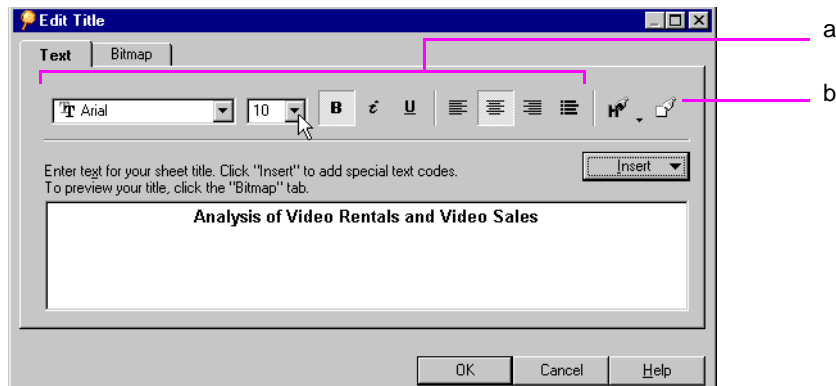 Edit Title
a
Text Bitmap
b
Arial 10 B i U H
Insert
Enter text for your sheet title. Click "Insert" to add special text codes.
To preview your title, click the "Bitmap" tab.
Analysis of Video Rentals and Video Sales
OK Cancel Help